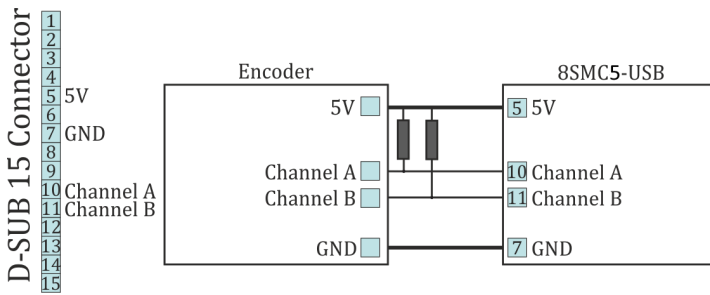 D-SUB 15 Connector
1
2
3
4
5 5V
6
7 GND
8
9
10 Channel A
11 Channel B
12
13
14
15
Encoder
5V
Channel A
Channel B
GND
8SMC5-USB
5 5V
10 Channel A
11 Channel B
7 GND